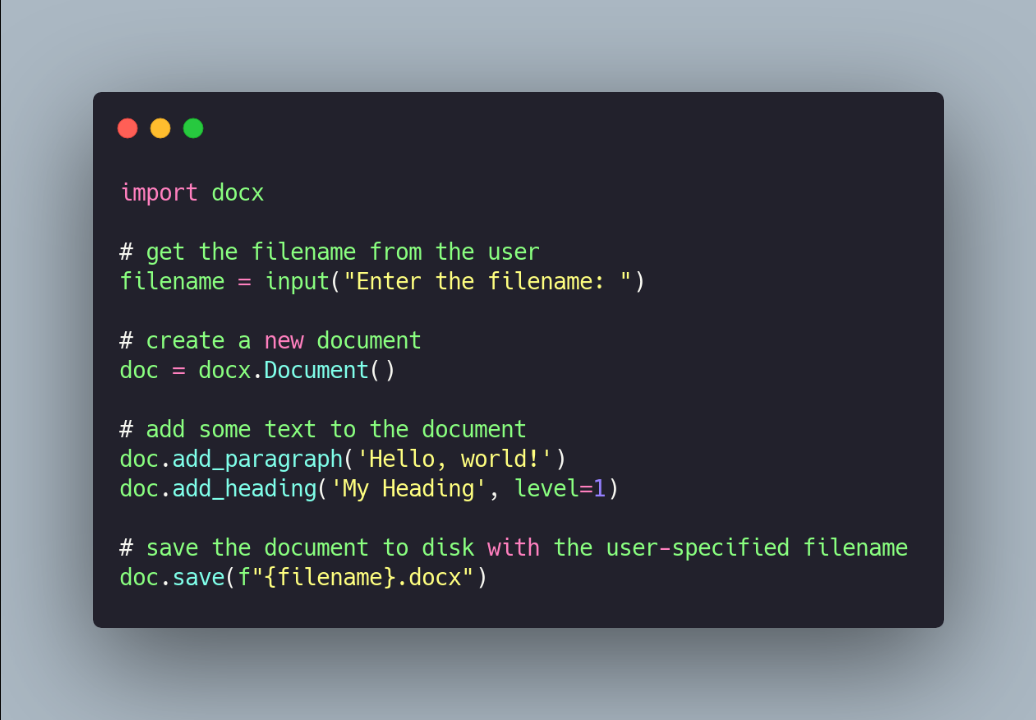 import docx
# get the filename from the user
filename = input("Enter the filename: ")
# create a new document
doc = docx.Document()
# add some text to the document
doc.add_paragraph('Hello, world!')
doc.add_heading('My Heading', level=1)
# save the document to disk with the user-specified filename
doc.save(f"{filename}.docx")